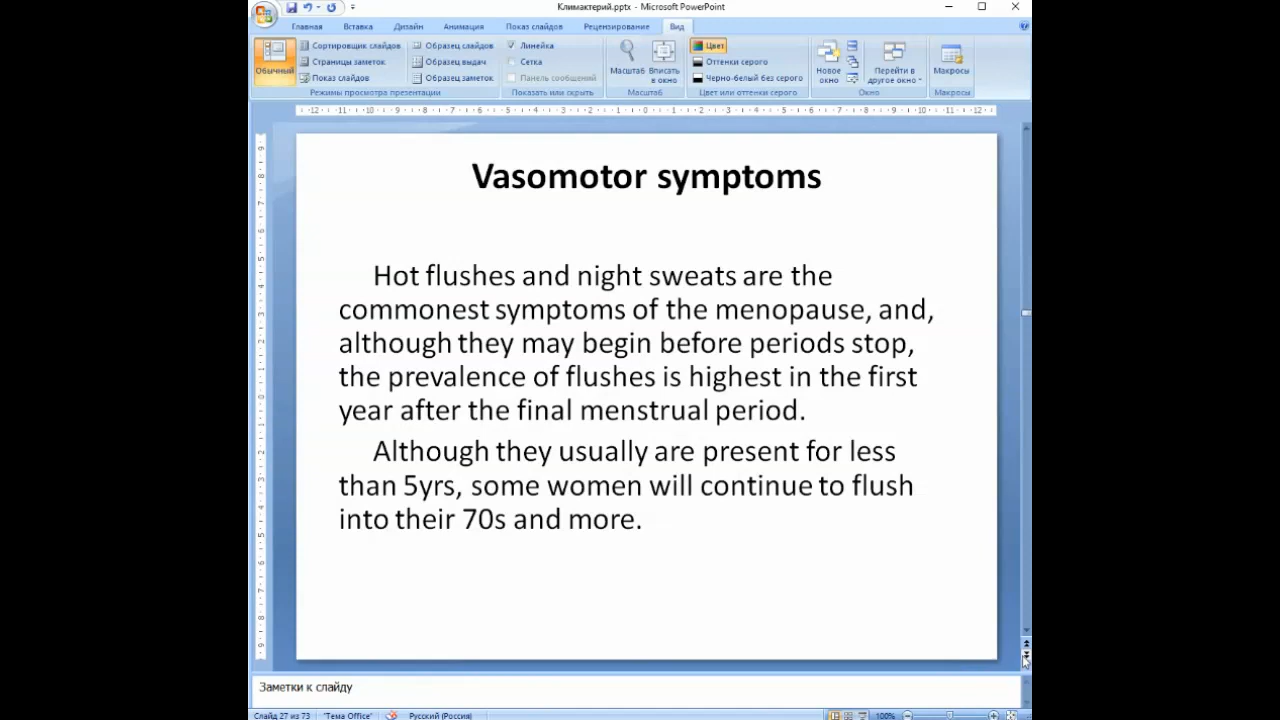 Климактерий.pptx - Microsoft PowerPoint
Главная Вставка Дизайн Анимация Показ слайдов Рецензирование Вид
Обычный
Сортировщик слайдов
Страницы заметок
Показ слайдов
Образец слайдов
Образец выдач
Образец заметок
Режимы просмотра презентации
Линейка
Сетка
Панель сообщений
Показать или скрыть
Масштаб
Вписать в окно
Масштаб
Цвет
Оттенки серого
Черно-белый без серого
Цвет или оттенки серого
Новое окно
Перейти в другое окно
Окно
Макросы
Макросы
Vasomotor symptoms
Hot flushes and night sweats are the
commonest symptoms of the menopause, and,
although they may begin before periods stop,
the prevalence of flushes is highest in the first
year after the final menstrual period.
Although they usually are present for less
than 5yrs, some women will continue to flush
into their 70s and more.
Заметки к слайду
Слайд 27 из 73 "Тема Office" Русский (Россия) 100%